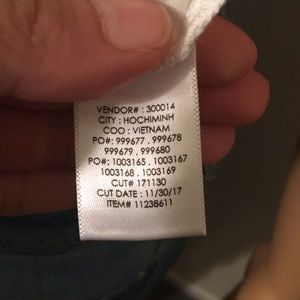 VENDOR# : 300014
CITY : HOCHIMINH
COO : VIETNAM
PO#: 999677 , 999678
999679 , 999680
PO#: 1003165 , 1003167
1003168 , 1003169
CUT# 171130
CUT DATE : 11/30/17
ITEM# 11238611